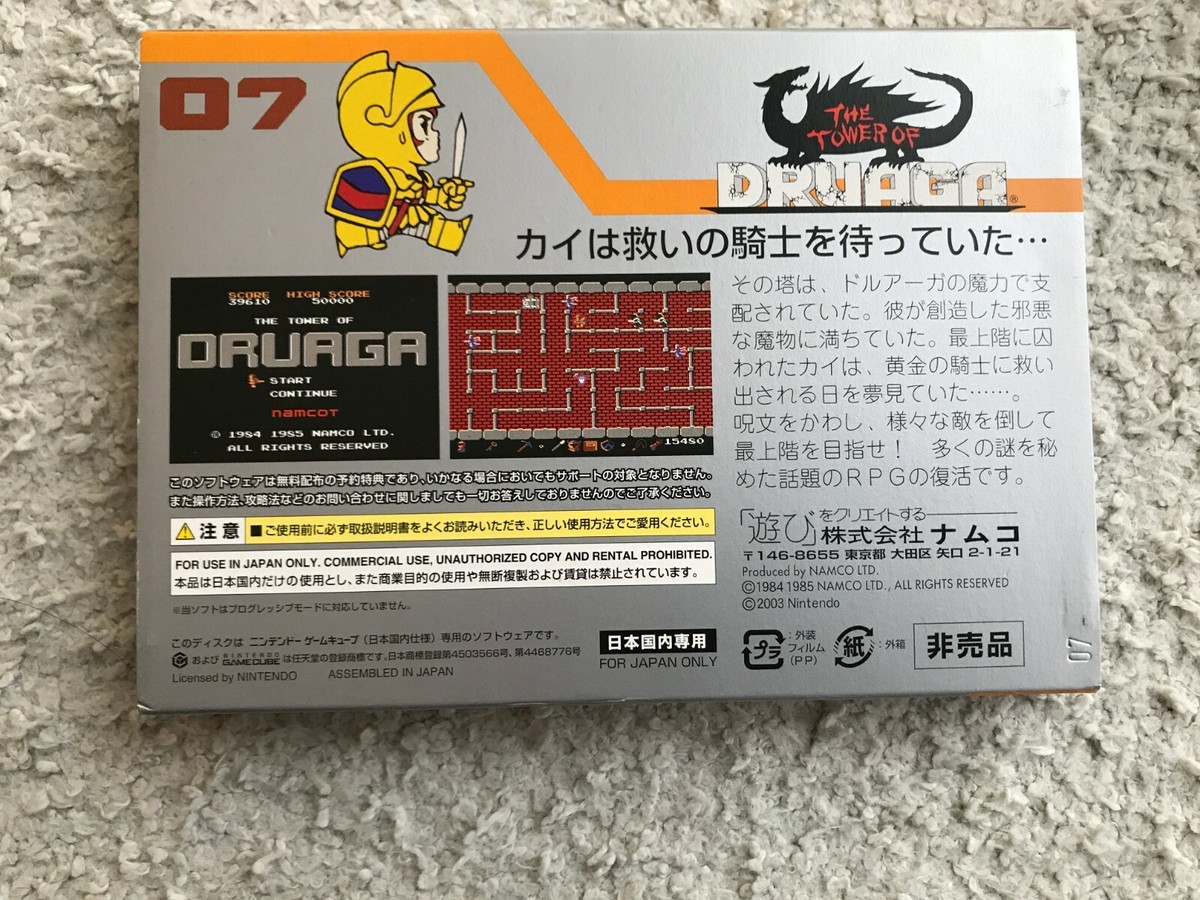 07
THE
TOWER OF
DRUAGA®
カイは救いの騎士を待っていた…
SCORE HIGH SCORE
39610 50000
THE TOWER OF
DRUAGA
START
CONTINUE
namcot
© 1984 1985 NAMCO LTD.
ALL RIGHTS RESERVED
15480
その塔は、ドルアーガの魔力で支
配されていた。彼が創造した邪悪
な魔物に満ちていた。最上階に囚
われたカイは、黄金の騎士に救い
出される日を夢見ていた……。
呪文をかわし、様々な敵を倒して
最上階を目指せ！ 多くの謎を秘
めた話題のRPGの復活です。
このソフトウェアは無料配布の予約特典であり、いかなる場合においてもサポートの対象となりません。
また操作方法、攻略法などのお問い合わせに関しましても一切お答えしておりませんのでご了承ください。
注意 ■ご使用前に必ず取扱説明書をよくお読みいただき、正しい使用方法でご愛用ください。
FOR USE IN JAPAN ONLY. COMMERCIAL USE, UNAUTHORIZED COPY AND RENTAL PROHIBITED.
本品は日本国内だけの使用とし、また商業目的の使用や無断複製および賃貸は禁止されています。
※当ソフトはプログレッシブモードに対応していません。
「遊び」をクリエイトする
株式会社 ナムコ
〒146-8655 東京都 大田区 矢口 2-1-21
Produced by NAMCO LTD.
©1984 1985 NAMCO LTD., ALL RIGHTS RESERVED
©2003 Nintendo
このディスクは ニンテンドー ゲームキューブ（日本国内仕様）専用のソフトウェアです。
および NINTENDO GAMECUBE は任天堂の登録商標です。日本商標登録第4503566号、第4468776号
Licensed by NINTENDO ASSEMBLED IN JAPAN
日本国内専用
FOR JAPAN ONLY
プラ ：外装
フィルム
（PP）
紙 ：外箱
非売品
07